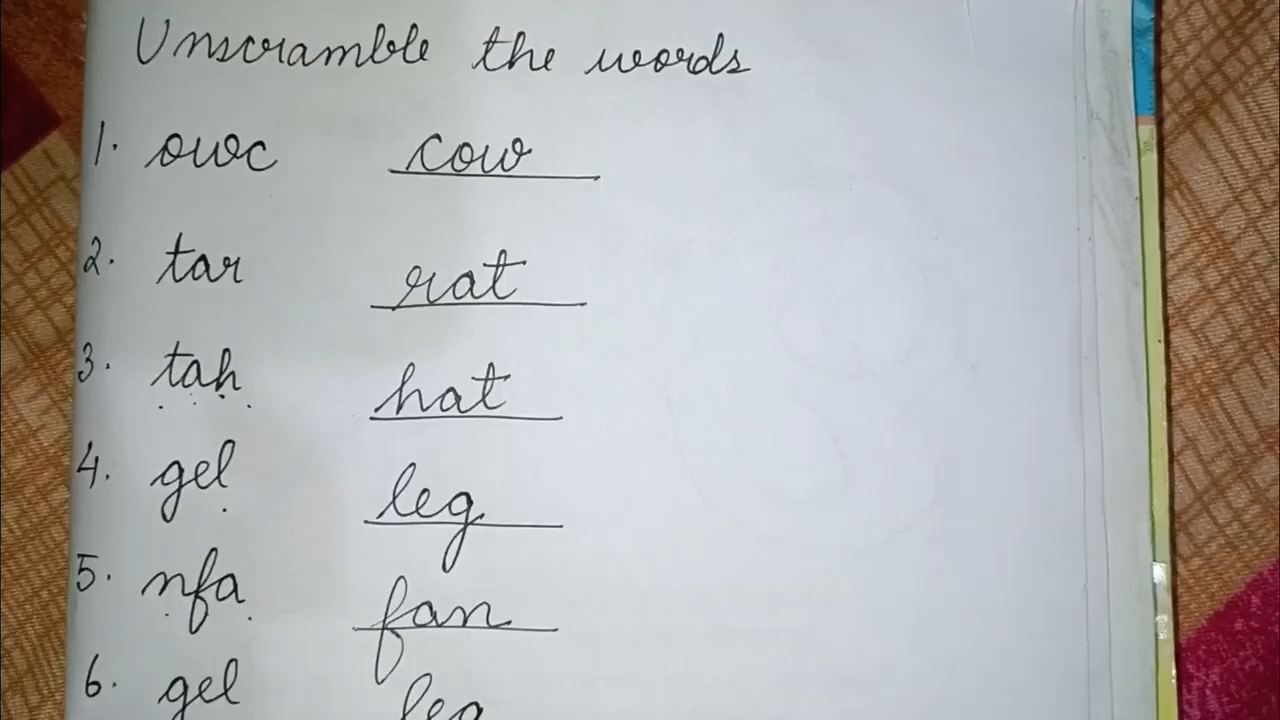 Unscramble the words
1. owc cow
2. tar rat
3. tah hat
4. gel leg
5. nfa fan
6. gel leg